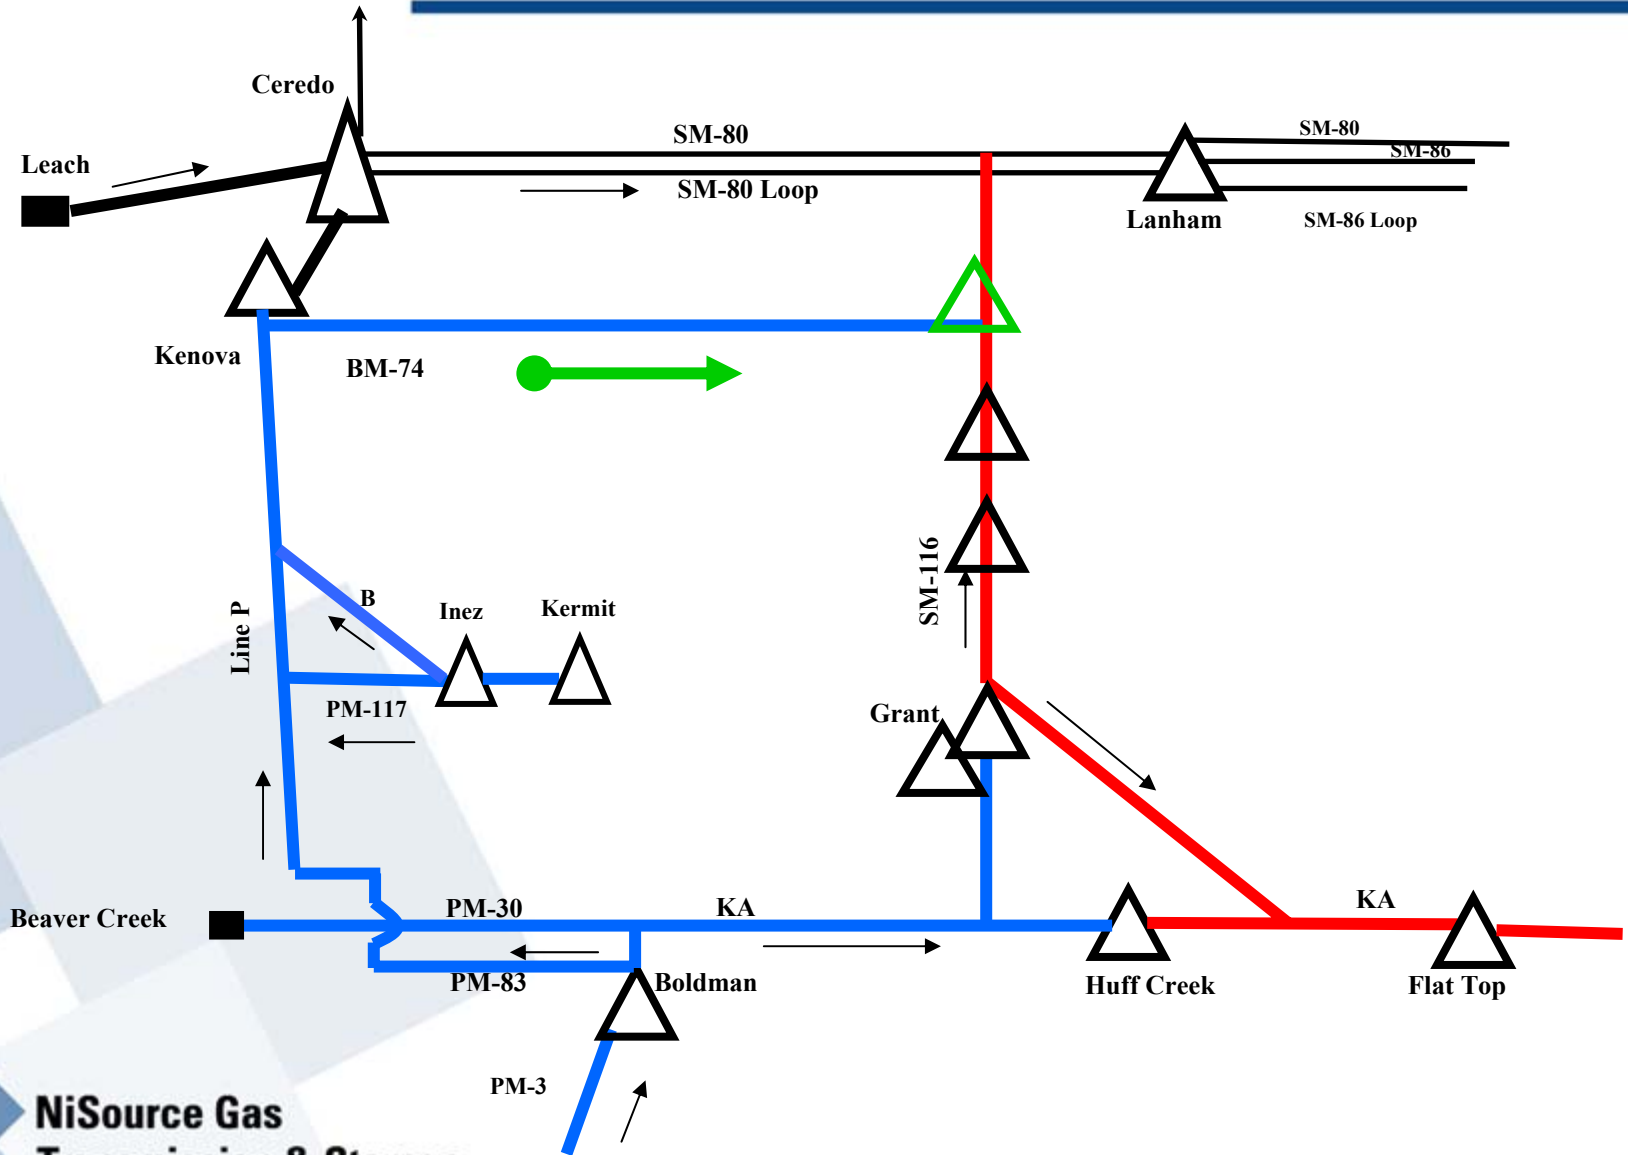 Ceredo
SM-80
SM-80
SM-86
Leach
SM-80 Loop
Lanham
SM-86 Loop
Kenova
BM-74
SM-116
B
Inez
Kermit
Line P
PM-117
Grant
Beaver Creek
PM-30
KA
KA
PM-83
Boldman
Huff Creek
Flat Top
PM-3
NiSource Gas